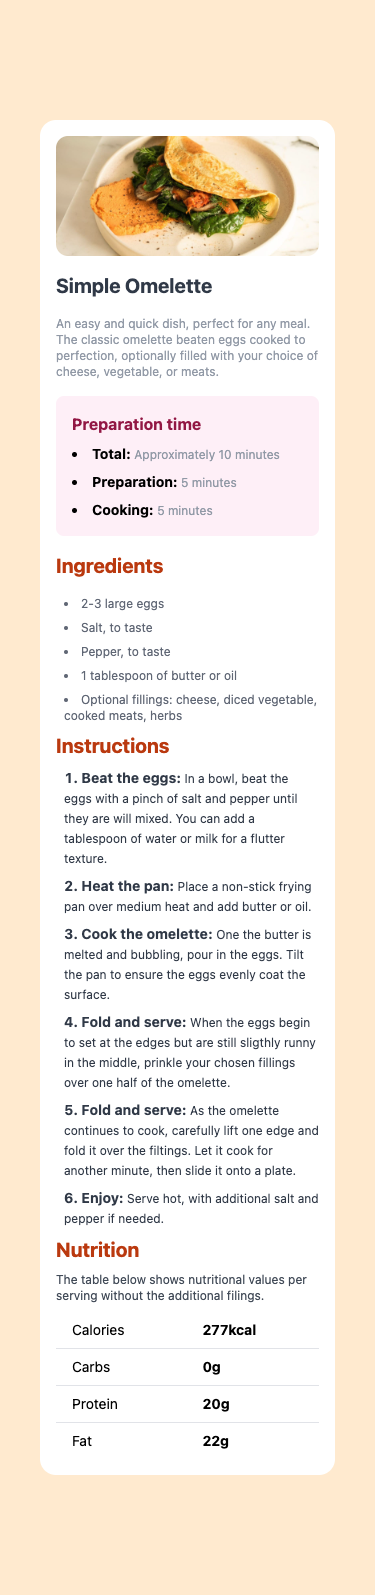 Simple Omelette
An easy and quick dish, perfect for any meal.
The classic omelette beaten eggs cooked to
perfection, optionally filled with your choice of
cheese, vegetable, or meats.
Preparation time
• Total: Approximately 10 minutes
• Preparation: 5 minutes
• Cooking: 5 minutes
Ingredients
• 2-3 large eggs
• Salt, to taste
• Pepper, to taste
• 1 tablespoon of butter or oil
• Optional fillings: cheese, diced vegetable,
cooked meats, herbs
Instructions
1. Beat the eggs: In a bowl, beat the
eggs with a pinch of salt and pepper until
they are will mixed. You can add a
tablespoon of water or milk for a flutter
texture.
2. Heat the pan: Place a non-stick frying
pan over medium heat and add butter or oil.
3. Cook the omelette: One the butter is
melted and bubbling, pour in the eggs. Tilt
the pan to ensure the eggs evenly coat the
surface.
4. Fold and serve: When the eggs begin
to set at the edges but are still sligthly runny
in the middle, prinkle your chosen fillings
over one half of the omelette.
5. Fold and serve: As the omelette
continues to cook, carefully lift one edge and
fold it over the filtings. Let it cook for
another minute, then slide it onto a plate.
6. Enjoy: Serve hot, with additional salt and
pepper if needed.
Nutrition
The table below shows nutritional values per
serving without the additional filings.
Calories 277kcal
Carbs 0g
Protein 20g
Fat 22g